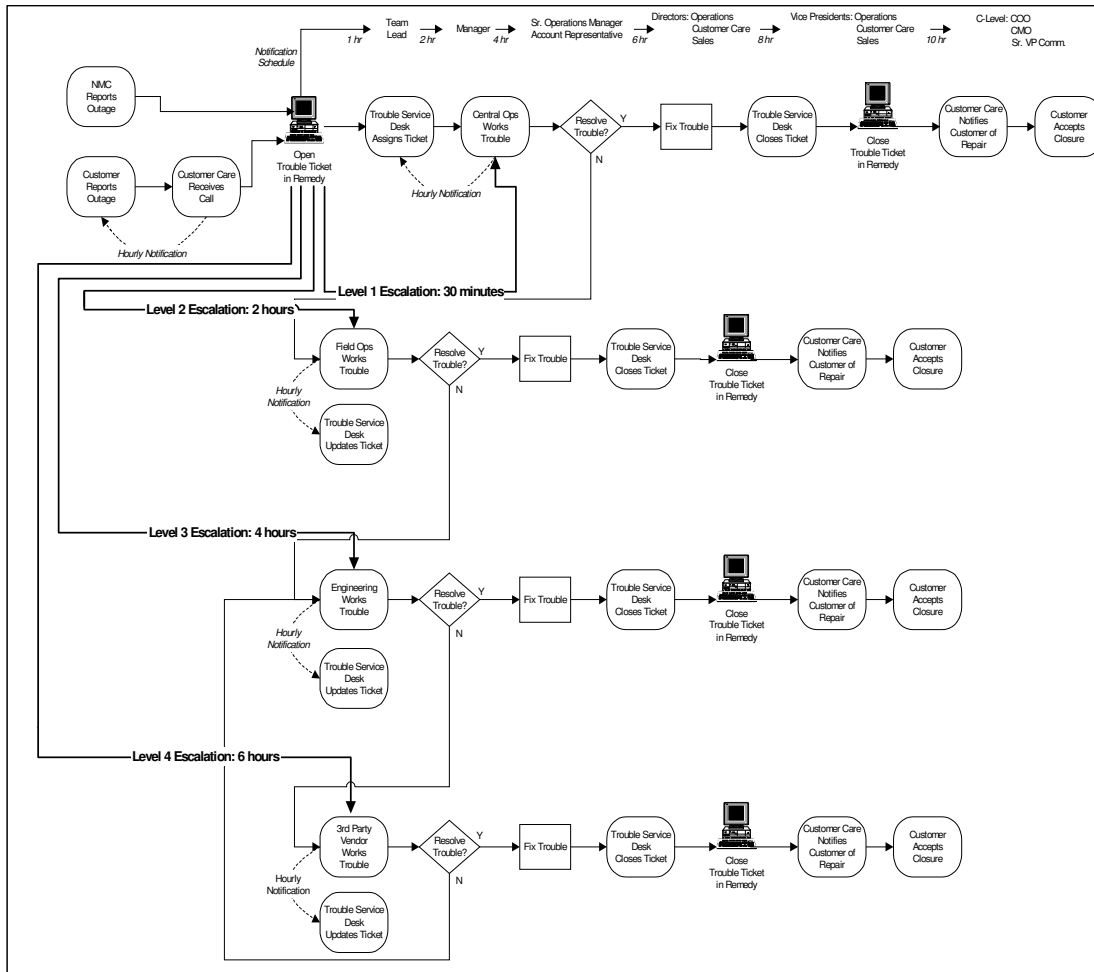 Notification
Schedule
1 hr
Team
Lead
2 hr
Manager
4 hr
Sr. Operations Manager
Account Representative
6 hr
Directors: Operations
Customer Care
Sales
8 hr
Vice Presidents: Operations
Customer Care
Sales
10 hr
C-Level: COO
CMO
Sr. VP Comm.
NMC
Reports
Outage
Customer
Reports
Outage
Customer Care
Receives
Call
Hourly Notification
Open
Trouble Ticket
in Remedy
Trouble Service
Desk
Assigns Ticket
Central Ops
Works
Trouble
Hourly Notification
Resolve
Trouble?
Y
N
Fix Trouble
Trouble Service
Desk
Closes Ticket
Close
Trouble Ticket
in Remedy
Customer Care
Notifies
Customer of
Repair
Customer
Accepts
Closure
Level 1 Escalation: 30 minutes
Level 2 Escalation: 2 hours
Field Ops
Works
Trouble
Hourly
Notification
Trouble Service
Desk
Updates Ticket
Resolve
Trouble?
Y
N
Fix Trouble
Trouble Service
Desk
Closes Ticket
Close
Trouble Ticket
in Remedy
Customer Care
Notifies
Customer of
Repair
Customer
Accepts
Closure
Level 3 Escalation: 4 hours
Engineering
Works
Trouble
Hourly
Notification
Trouble Service
Desk
Updates Ticket
Resolve
Trouble?
Y
N
Fix Trouble
Trouble Service
Desk
Closes Ticket
Close
Trouble Ticket
in Remedy
Customer Care
Notifies
Customer of
Repair
Customer
Accepts
Closure
Level 4 Escalation: 6 hours
3rd Party
Vendor
Works
Trouble
Hourly
Notification
Trouble Service
Desk
Updates Ticket
Resolve
Trouble?
Y
N
Fix Trouble
Trouble Service
Desk
Closes Ticket
Close
Trouble Ticket
in Remedy
Customer Care
Notifies
Customer of
Repair
Customer
Accepts
Closure